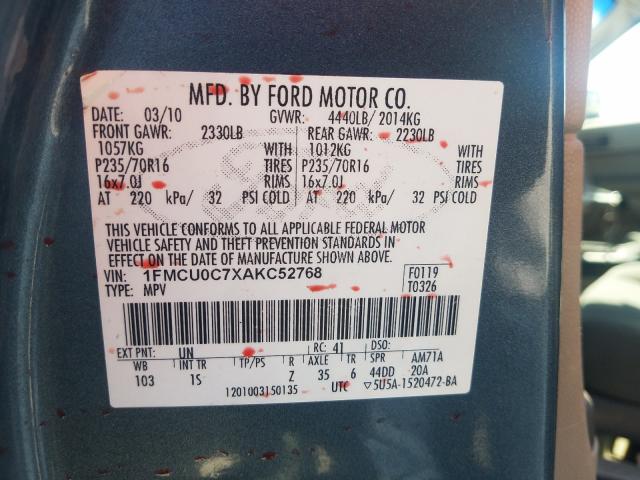 MFD. BY FORD MOTOR CO.
DATE: 03/10 GVWR: 4440LB/ 2014KG
FRONT GAWR: 2330LB REAR GAWR: 2230LB
1057KG WITH 1012KG WITH
P235/70R16 TIRES P235/70R16 TIRES
16x7.0J RIMS 16x7.0J RIMS
AT 220 kPa/ 32 PSI COLD AT 220 kPa/ 32 PSI COLD
THIS VEHICLE CONFORMS TO ALL APPLICABLE FEDERAL MOTOR
VEHICLE SAFETY AND THEFT PREVENTION STANDARDS IN
EFFECT ON THE DATE OF MANUFACTURE SHOWN ABOVE.
VIN: 1FMCU0C7XAKC52768 F0119
TYPE: MPV T0326
EXT PNT: UN RC: 41 DSO:
WB INT TR TP/PS R AXLE TR SPR AM71A
103 1S Z 35 6 44DD 20A
1201003150135 UTC ▽5U5A-1520472-BA